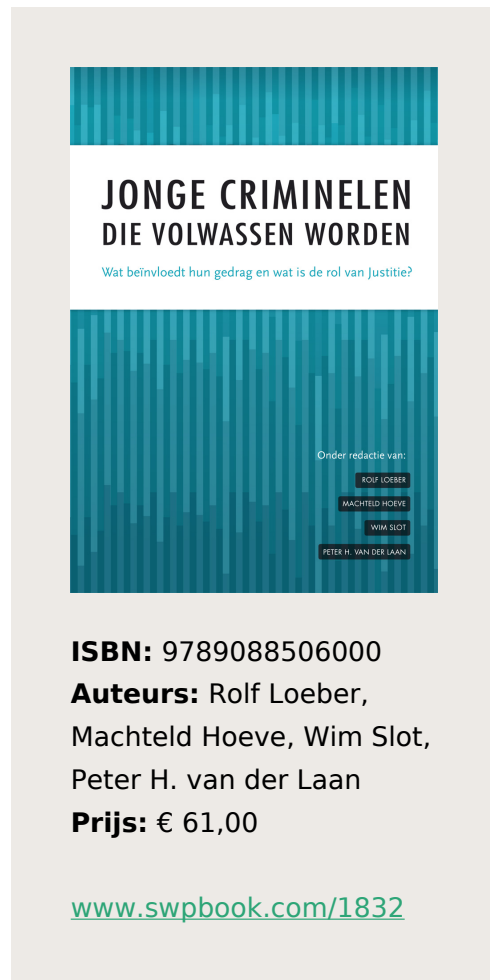 JONGE CRIMINELEN
DIE VOLWASSEN WORDEN
Wat beïnvloedt hun gedrag en wat is de rol van Justitie?
Onder redactie van:
ROLF LOEBER
MACHTELD HOEVE
WIM SLOT
PETER H. VAN DER LAAN
ISBN: 9789088506000
Auteurs: Rolf Loeber,
Machteld Hoeve, Wim Slot,
Peter H. van der Laan
Prijs: € 61,00
www.swpbook.com/1832